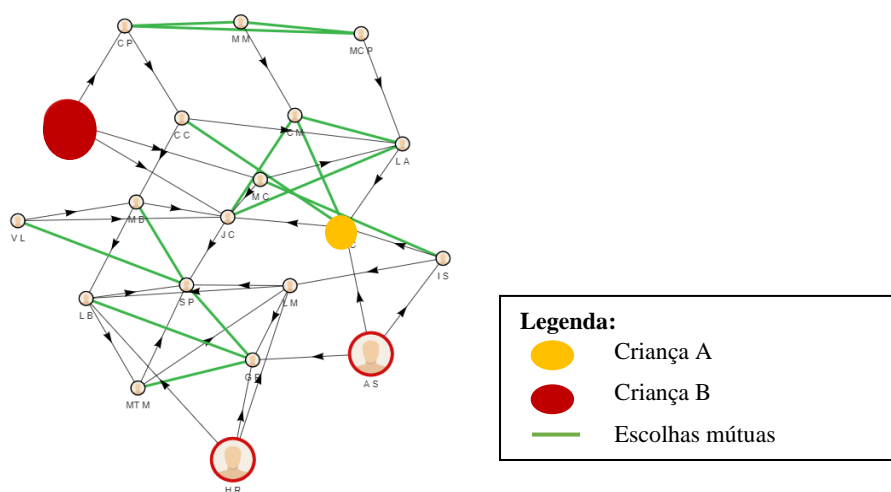 C P
M M
MC P
C C
C M
L A
M C
M B
J C
C
V L
I S
L B
S P
L M
A S
MT M
H R
Legenda:
Criança A
Criança B
Escolhas mútuas